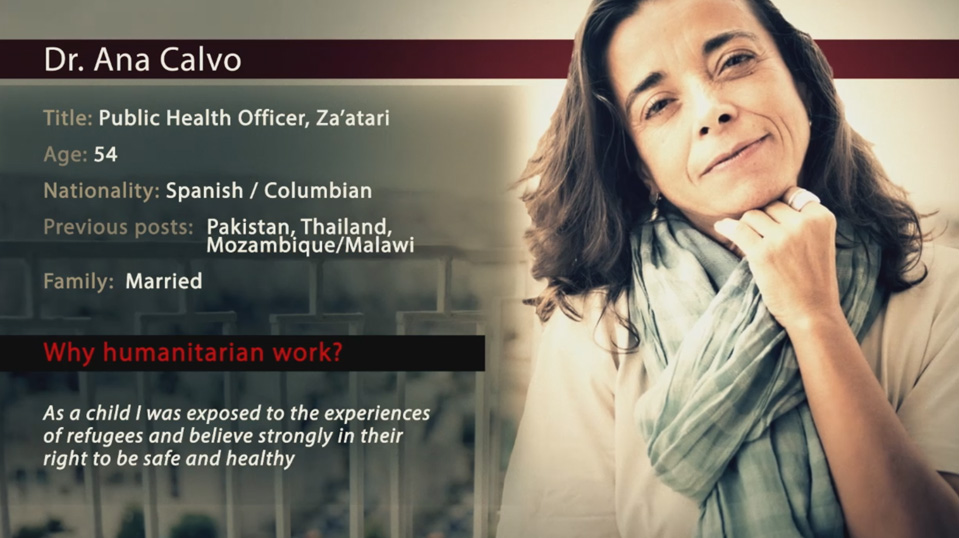 Dr. Ana Calvo
Title: Public Health Officer, Za’atari
Age: 54
Nationality: Spanish / Columbian
Previous posts: Pakistan, Thailand,
Mozambique/Malawi
Family: Married
Why humanitarian work?
As a child I was exposed to the experiences
of refugees and believe strongly in their
right to be safe and healthy